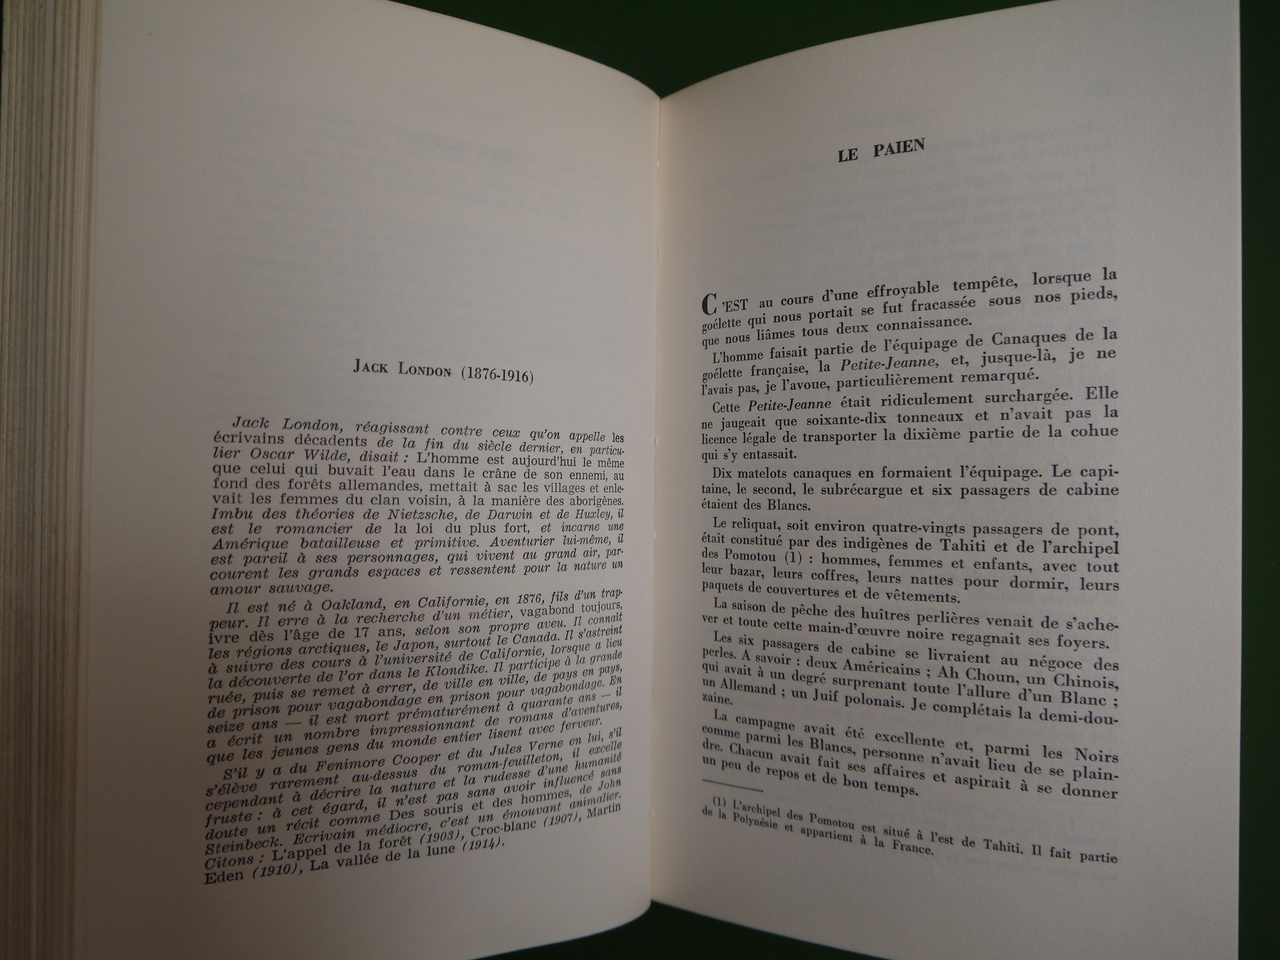 JACK LONDON (1876-1916)
Jack London, réagissant contre ceux qu'on appelle les
écrivains décadents de la fin du siècle dernier, en particu-
lier Oscar Wilde, disait : L'homme est aujourd'hui le même
que celui qui buvait l'eau dans le crâne de son ennemi, au
fond des forêts allemandes, mettait à sac les villages et enle-
vait les femmes du clan voisin, à la manière des aborigènes.
Imbu des théories de Nietzsche, de Darwin et de Huxley, il
est le romancier de la loi du plus fort, et incarne une
Amérique batailleuse et primitive. Aventurier lui-même, il
est pareil à ses personnages, qui vivent au grand air, par-
courent les grands espaces et ressentent pour la nature un
amour sauvage.
Il est né à Oakland, en Californie, en 1876, fils d'un trap-
peur. Il erre à la recherche d'un métier, vagabond toujours,
ivre dès l'âge de 17 ans, selon son propre aveu. Il connaît
les régions arctiques, le Japon, surtout le Canada. Il s'astreint
à suivre des cours à l'université de Californie, lorsque a lieu
la découverte de l'or dans le Klondike. Il participe à la grande
ruée, puis se remet à errer, de ville en ville, de pays en pays,
de prison pour vagabondage en prison pour vagabondage. En
seize ans — il est mort prématurément à quarante ans — il
a écrit un nombre impressionnant de romans d'aventures,
que les jeunes gens du monde entier lisent avec ferveur.
S'il y a du Fenimore Cooper et du Jules Verne en lui, s'il
s'élève rarement au-dessus du roman-feuilleton, il excelle
cependant à décrire la nature et la rudesse d'une humanité
fruste : à cet égard, il n'est pas sans avoir influencé sans
doute un récit comme Des souris et des hommes, de John
Steinbeck. Ecrivain médiocre, c'est un émouvant animalier.
Citons : L'appel de la forêt (1903), Croc-blanc (1907), Martin
Eden (1910), La vallée de la lune (1914).
LE PAIEN
C'EST au cours d'une effroyable tempête, lorsque la
goélette qui nous portait se fut fracassée sous nos pieds,
que nous liâmes tous deux connaissance.
L'homme faisait partie de l'équipage de Canaques de la
goélette française, la Petite-Jeanne, et, jusque-là, je ne
l'avais pas, je l'avoue, particulièrement remarqué.
Cette Petite-Jeanne était ridiculement surchargée. Elle
ne jaugeait que soixante-dix tonneaux et n'avait pas la
licence légale de transporter la dixième partie de la cohue
qui s'y entassait.
Dix matelots canaques en formaient l'équipage. Le capi-
taine, le second, le subrécargue et six passagers de cabine
étaient des Blancs.
Le reliquat, soit environ quatre-vingts passagers de pont,
était constitué par des indigènes de Tahiti et de l'archipel
des Pomotou (1) : hommes, femmes et enfants, avec tout
leur bazar, leurs coffres, leurs nattes pour dormir, leurs
paquets de couvertures et de vêtements.
La saison de pêche des huîtres perlières venait de s'ache-
ver et toute cette main-d'œuvre noire regagnait ses foyers.
Les six passagers de cabine se livraient au négoce des
perles. A savoir : deux Américains ; Ah Choun, un Chinois,
qui avait à un degré surprenant toute l'allure d'un Blanc ;
un Allemand ; un Juif polonais. Je complétais la demi-dou-
zaine.
La campagne avait été excellente et, parmi les Noirs
comme parmi les Blancs, personne n'avait lieu de se plain-
dre. Chacun avait fait ses affaires et aspirait à se donner
un peu de repos et de bon temps.
(1) L'archipel des Pomotou est situé à l'est de Tahiti. Il fait partie
de la Polynésie et appartient à la France.